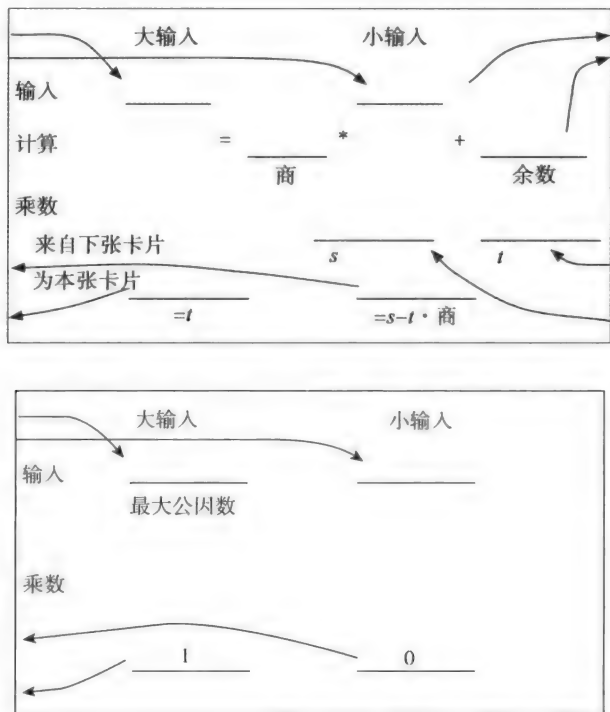 大输入 小输入
输入
计算 = * +
商 余数
乘数
来自下张卡片
s t
为本张卡片
=t =s-t·商
大输入 小输入
输入
最大公因数
乘数
1 0